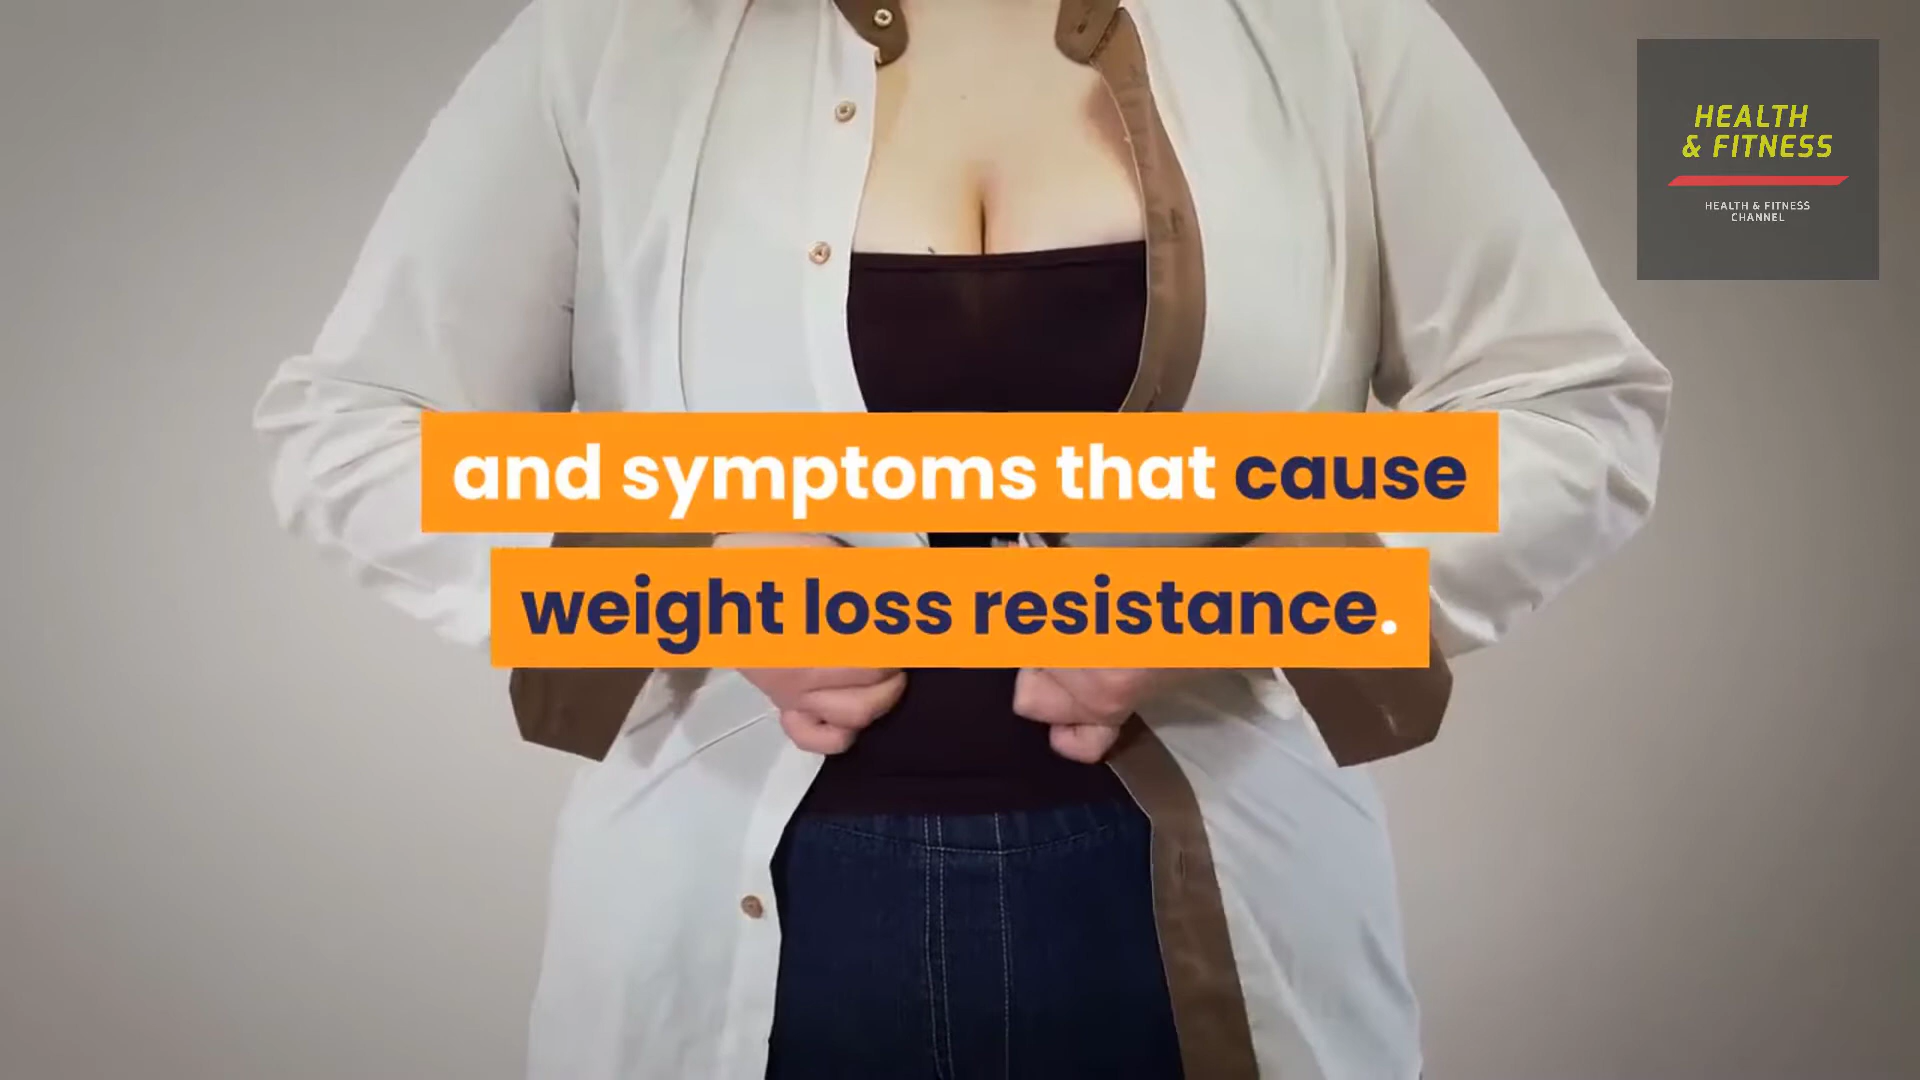 HEALTH
& FITNESS
HEALTH & FITNESS
CHANNEL
and symptoms that cause
weight loss resistance.